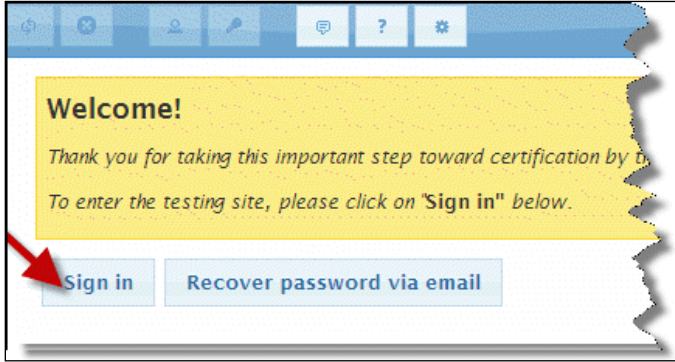 ?
Welcome!
Thank you for taking this important step toward certification by
To enter the testing site, please click on "Sign in" below.
Sign in
Recover password via email